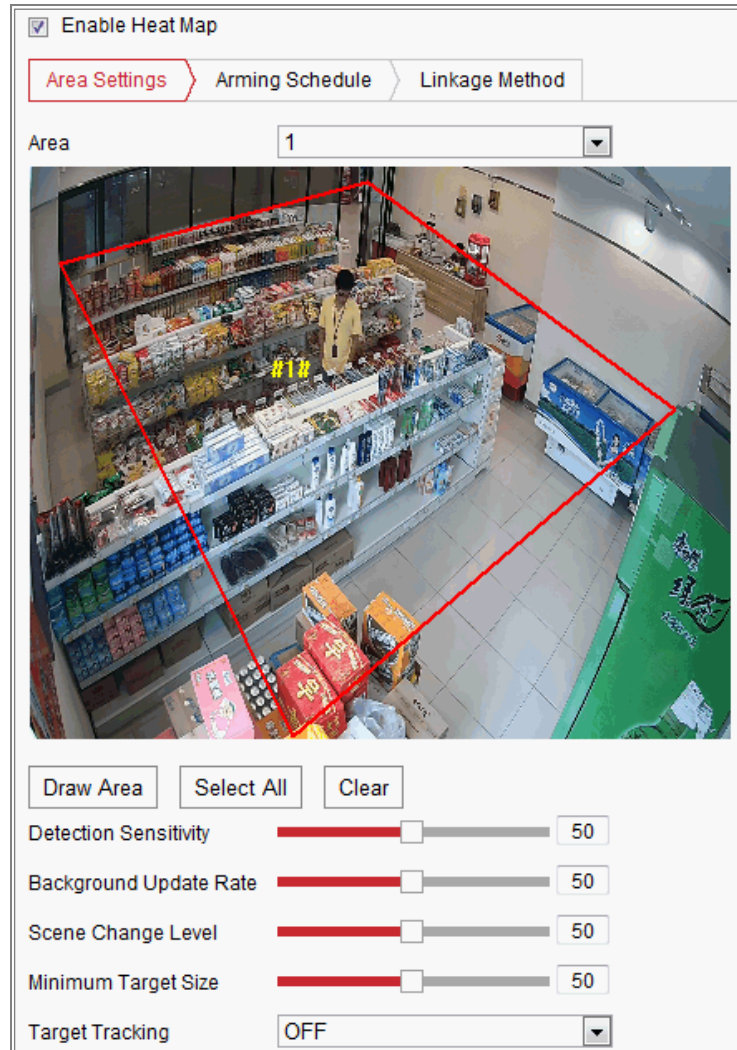 Enable Heat Map
Area Settings
Arming Schedule
Linkage Method
Area
1
#1#
Draw Area
Select All
Clear
Detection Sensitivity
50
Background Update Rate
50
Scene Change Level
50
Minimum Target Size
50
Target Tracking
OFF